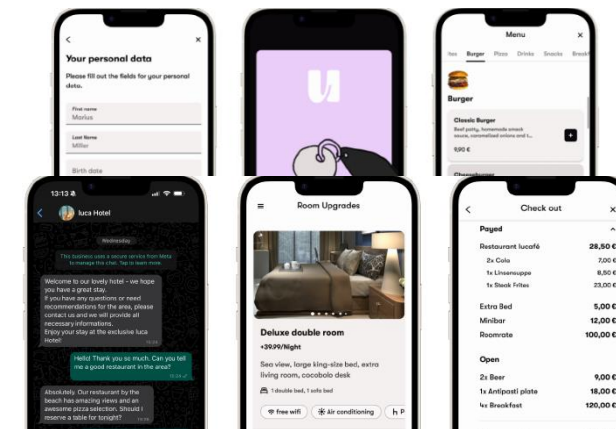 Your personal data
Please fill out the fields for your personal
data.
First name
Marius
Last Name
Miller
Birth date
u
Menu
Burger
Pizza
Drinks
Snacks
Burger
Classic Burger
Beef patty, homemade smack
sauce, caramelised onions and t...
9,90 €
Cheeseburger
13:13
luca Hotel
Wednesday
This business uses a secure service from Meta
to manage this chat. Tap to learn more.
Welcome to our lovely hotel - we hope
you have a great stay.
If you have any questions or need
recommendations for the area, please
contact us and we will provide all
necessary informations.
Enjoy your stay at the exclusive luca
Hotel!
Hello! Thank you so much. Can you tell
me a good restaurant in the area?
Absolutely. Our restaurant by the
beach has amazing views and an
awesome pizza selection. Should I
reserve a table for tonight?
Room Upgrades
Deluxe double room
+39.99/Night
Sea view, large king-size bed, extra
living room, cocobolo desk
1 double bed, 1 sofa bed
free wifi
Air conditioning
Check out
Payed
Restaurant lucafé 28,50 €
2x Cola 7,00 €
1x Linsensuppe 8,50 €
1x Steak Frites 23,00 €
Extra Bed 5,00 €
Minibar 12,00 €
Roomrate 100,00 €
Open
2x Beer 9,00 €
1x Antipasti plate 18,00 €
4x Breakfast 120,00 €